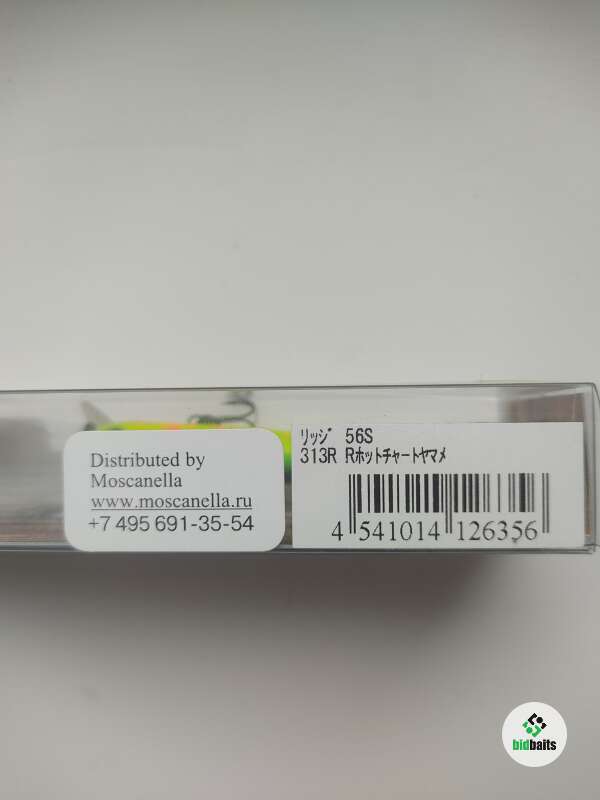 Distributed by
Moscanella
www.moscanella.ru
+7 495 691-35-54
ﾘｯｼﾞ 56S
313R Rﾎｯﾄﾁｬｰﾄﾔﾏﾒ
4 541014 126356
bidbaits